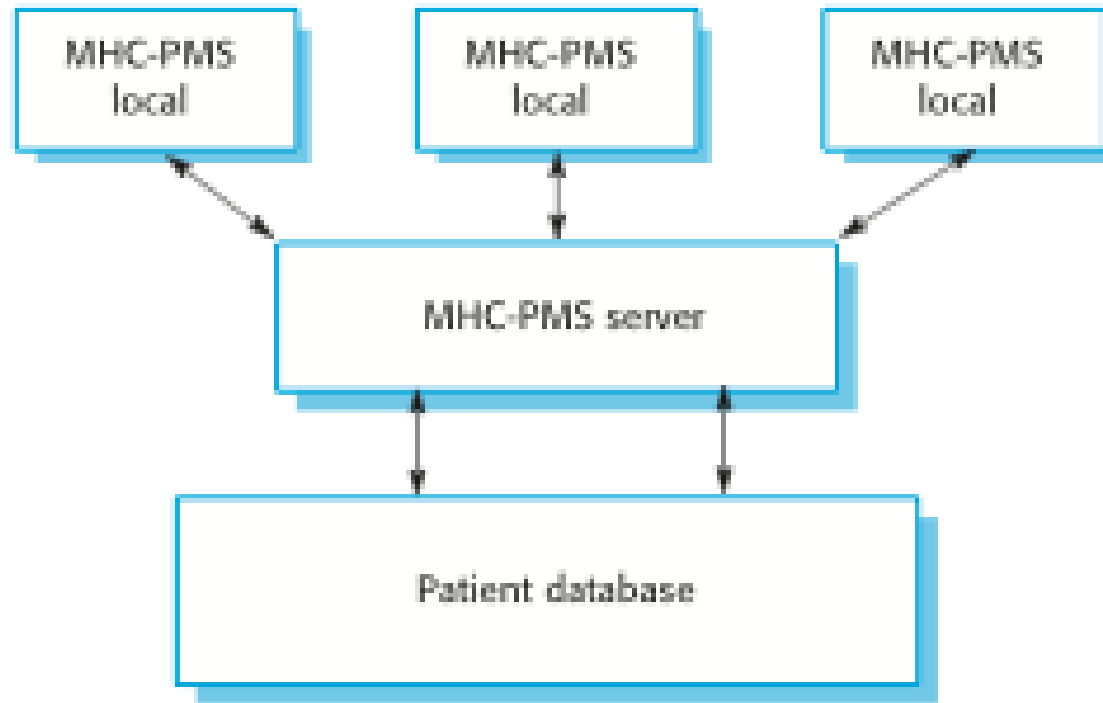 MHC-PMS
local
MHC-PMS
local
MHC-PMS
local
MHC-PMS server
Patient database